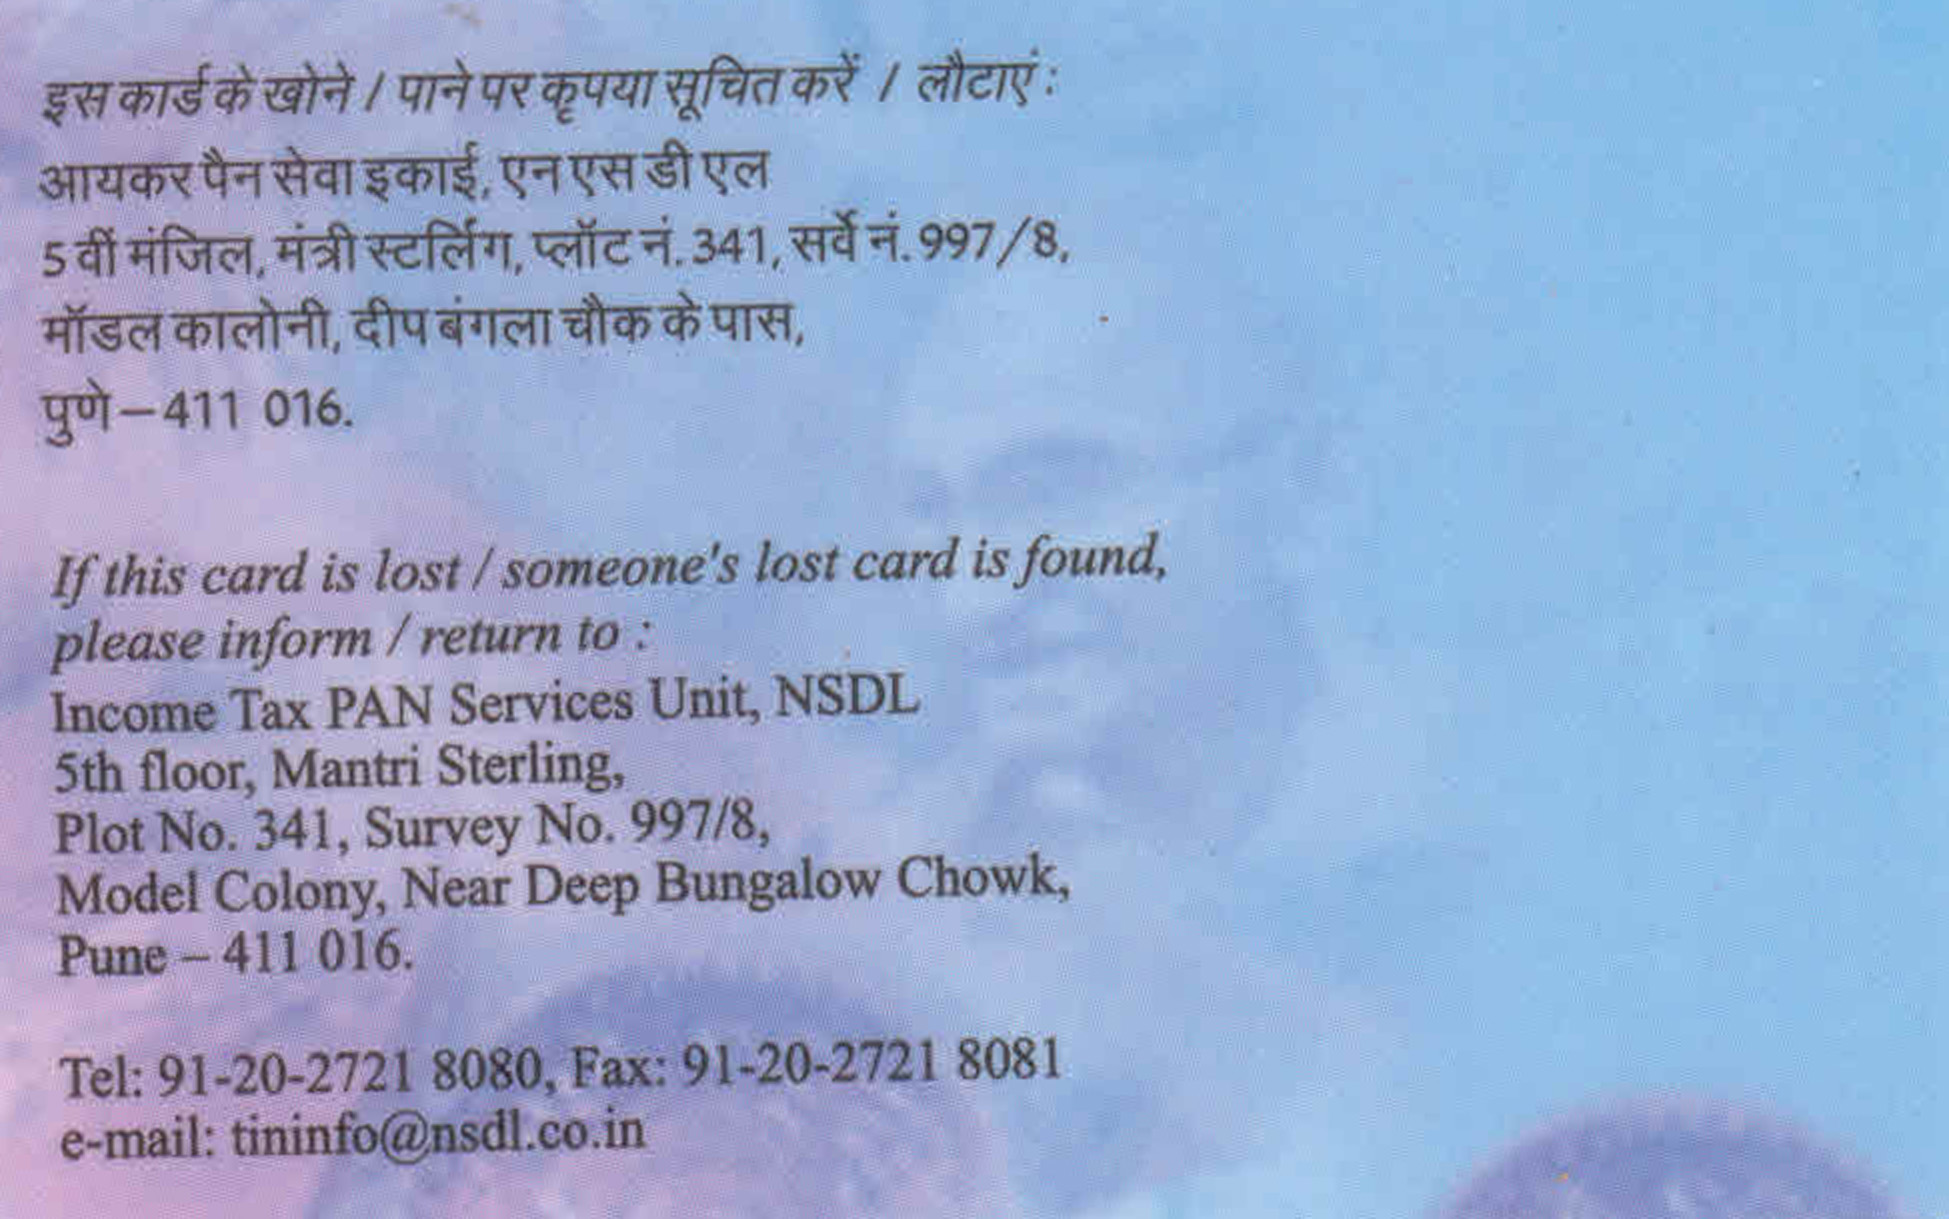 इस कार्ड के खोने / पाने पर कृपया सूचित करें / लौटाएं :
आयकर पैन सेवा इकाई, एन एस डी एल
5 वीं मंजिल, मंत्री स्टर्लिंग, प्लॉट नं. 341, सर्वे नं. 997/8,
मॉडल कालोनी, दीप बंगला चौक के पास,
पुणे – 411 016.
If this card is lost / someone's lost card is found,
please inform / return to :
Income Tax PAN Services Unit, NSDL
5th floor, Mantri Sterling,
Plot No. 341, Survey No. 997/8,
Model Colony, Near Deep Bungalow Chowk,
Pune – 411 016.
Tel: 91-20-2721 8080, Fax: 91-20-2721 8081
e-mail: tininfo@nsdl.co.in